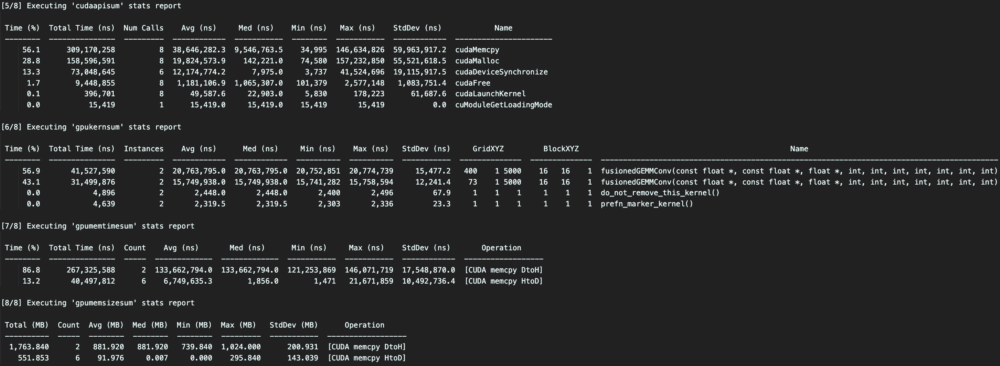 [5/8] Executing 'cudaapisum' stats report
Time (%)  Total Time (ns)  Num Calls    Avg (ns)     Med (ns)    Min (ns)   Max (ns)    StdDev (ns)            Name
--------  ---------------  ---------  ------------  -----------  --------  -----------  ------------  ----------------------
56.1      309,170,258          8  38,646,282.3  9,546,763.5    34,995  146,634,826  59,963,917.2  cudaMemcpy
28.8      158,596,591          8  19,824,573.9    142,221.0    74,580  157,232,850  55,521,618.5  cudaMalloc
13.3       73,048,645          6  12,174,774.2      7,975.0     3,737   41,524,696  19,115,917.5  cudaDeviceSynchronize
1.7        9,448,855          8   1,181,106.9  1,065,307.0   101,379    2,577,148   1,083,751.4  cudaFree
0.1          396,701          8      49,587.6     22,903.0     5,830      178,223      61,687.6  cudaLaunchKernel
0.0           15,419          1      15,419.0     15,419.0    15,419       15,419           0.0  cuModuleGetLoadingMode
[6/8] Executing 'gpukernsum' stats report
Time (%)  Total Time (ns)  Instances    Avg (ns)      Med (ns)     Min (ns)    Max (ns)   StdDev (ns)     GridXYZ         BlockXYZ                                                Name
--------  ---------------  ---------  ------------  ------------  ----------  ----------  -----------  --------------  --------------  ------------------------------------------------------------------------------------------
56.9       41,527,590          2  20,763,795.0  20,763,795.0  20,752,851  20,774,739     15,477.2   400    1 5000    16   16    1  fusionedGEMMConv(const float *, const float *, float *, int, int, int, int, int, int, int)
43.1       31,499,876          2  15,749,938.0  15,749,938.0  15,741,282  15,758,594     12,241.4    73    1 5000    16   16    1  fusionedGEMMConv(const float *, const float *, float *, int, int, int, int, int, int, int)
0.0            4,896          2       2,448.0       2,448.0       2,400       2,496         67.9     1    1    1     1    1    1  do_not_remove_this_kernel()
0.0            4,639          2       2,319.5       2,319.5       2,303       2,336         23.3     1    1    1     1    1    1  prefn_marker_kernel()
[7/8] Executing 'gpumemtimesum' stats report
Time (%)  Total Time (ns)  Count    Avg (ns)       Med (ns)      Min (ns)     Max (ns)    StdDev (ns)       Operation
--------  ---------------  -----  -------------  -------------  -----------  -----------  ------------  ------------------
86.8      267,325,588      2  133,662,794.0  133,662,794.0  121,253,869  146,071,719  17,548,870.0  [CUDA memcpy DtoH]
13.2       40,497,812      6    6,749,635.3        1,856.0        1,471   21,671,859  10,492,736.4  [CUDA memcpy HtoD]
[8/8] Executing 'gpumemsizesum' stats report
Total (MB)  Count  Avg (MB)  Med (MB)  Min (MB)  Max (MB)   StdDev (MB)      Operation
----------  -----  --------  --------  --------  ---------  -----------  ------------------
1,763.840      2   881.920   881.920   739.840  1,024.000      200.931  [CUDA memcpy DtoH]
551.853      6    91.976     0.007     0.000    295.840      143.039  [CUDA memcpy HtoD]